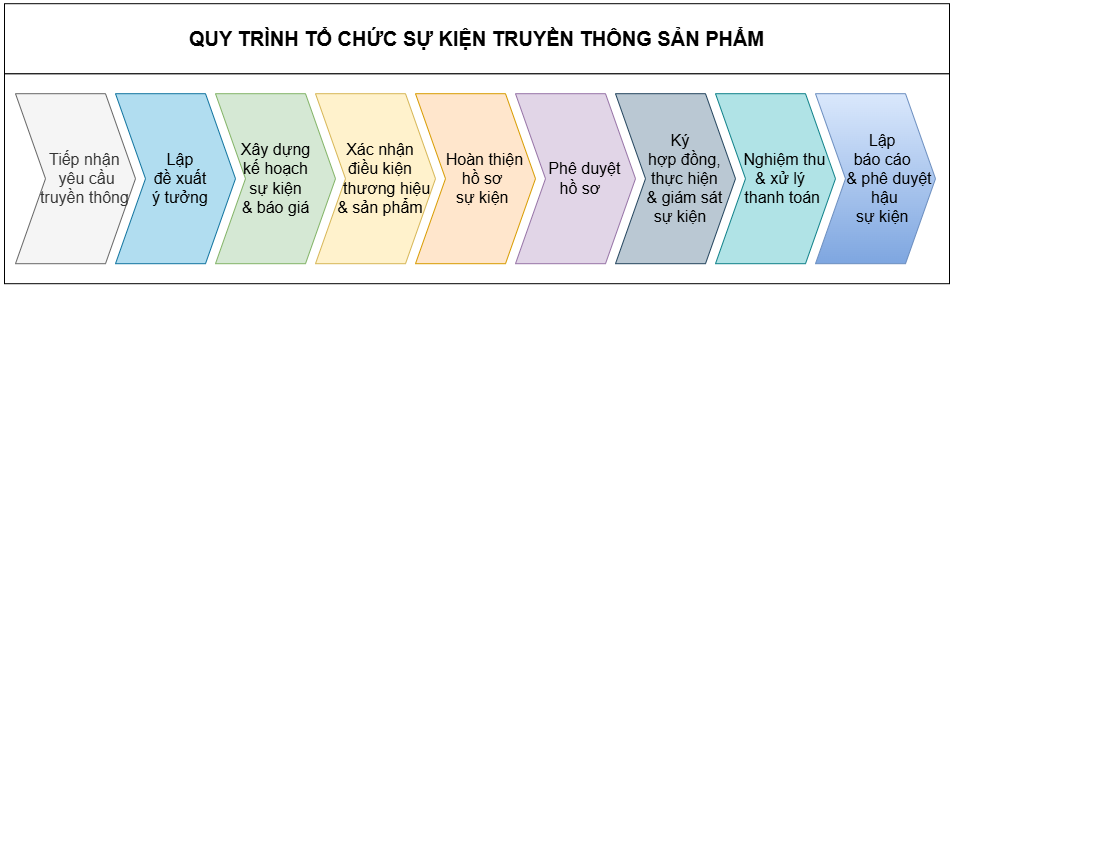 QUY TRÌNH TỔ CHỨC SỰ KIỆN TRUYỀN THÔNG SẢN PHẨM
Tiếp nhận
yêu cầu
truyền thông
Lập
đề xuất
ý tưởng
Xây dựng
kế hoạch
sự kiện
& báo giá
Xác nhận
điều kiện
thương hiệu
& sản phẩm
Hoàn thiện
hồ sơ
sự kiện
Phê duyệt
hồ sơ
Ký
hợp đồng,
thực hiện
& giám sát
sự kiện
Nghiệm thu
& xử lý
thanh toán
Lập
báo cáo
& phê duyệt
hậu
sự kiện